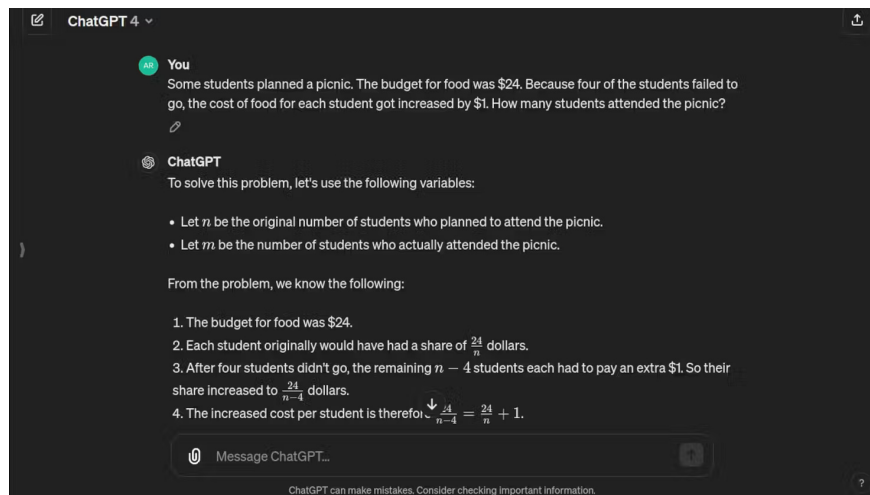 ChatGPT 4
AR You
Some students planned a picnic. The budget for food was $24. Because four of the students failed to
go, the cost of food for each student got increased by $1. How many students attended the picnic?
ChatGPT
To solve this problem, let's use the following variables:
• Let n be the original number of students who planned to attend the picnic.
• Let m be the number of students who actually attended the picnic.
From the problem, we know the following:
1. The budget for food was $24.
2. Each student originally would have had a share of 24/n dollars.
3. After four students didn't go, the remaining n − 4 students each had to pay an extra $1. So their
share increased to 24/(n−4) dollars.
4. The increased cost per student is therefore 24/(n−4) = 24/n + 1.
Message ChatGPT...
ChatGPT can make mistakes. Consider checking important information.
?